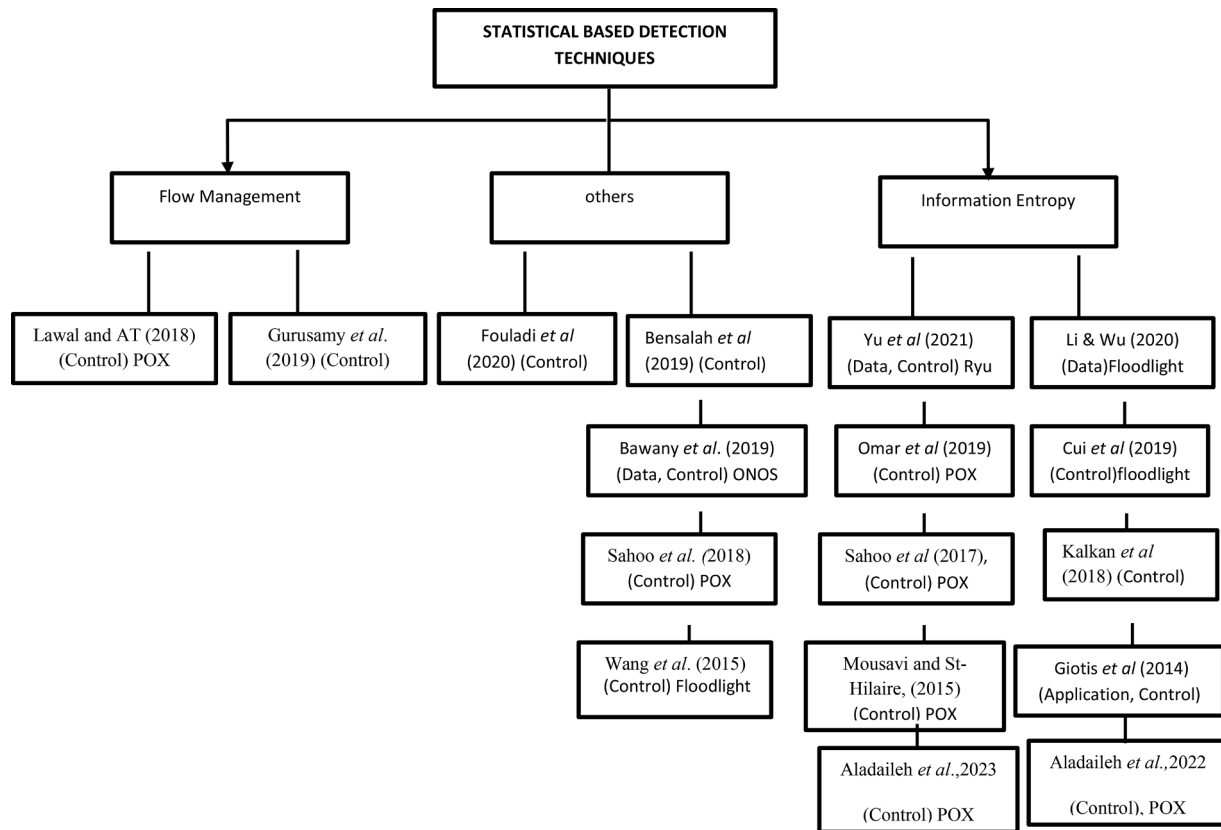 STATISTICAL BASED DETECTION
TECHNIQUES
Flow Management
others
Information Entropy
Lawal and AT (2018)
(Control) POX
Gurusamy et al.
(2019) (Control)
Fouladi et al
(2020) (Control)
Bensalah et al
(2019) (Control)
Yu et al (2021)
(Data, Control) Ryu
Li & Wu (2020)
(Data)Floodlight
Bawany et al. (2019)
(Data, Control) ONOS
Omar et al (2019)
(Control) POX
Cui et al (2019)
(Control)floodlight
Sahoo et al. (2018)
(Control) POX
Sahoo et al (2017),
(Control) POX
Kalkan et al
(2018) (Control)
Wang et al. (2015)
(Control) Floodlight
Mousavi and St-
Hilaire, (2015)
(Control) POX
Giotis et al (2014)
(Application, Control)
Aladaileh et al.,2023
(Control) POX
Aladaileh et al.,2022
(Control), POX